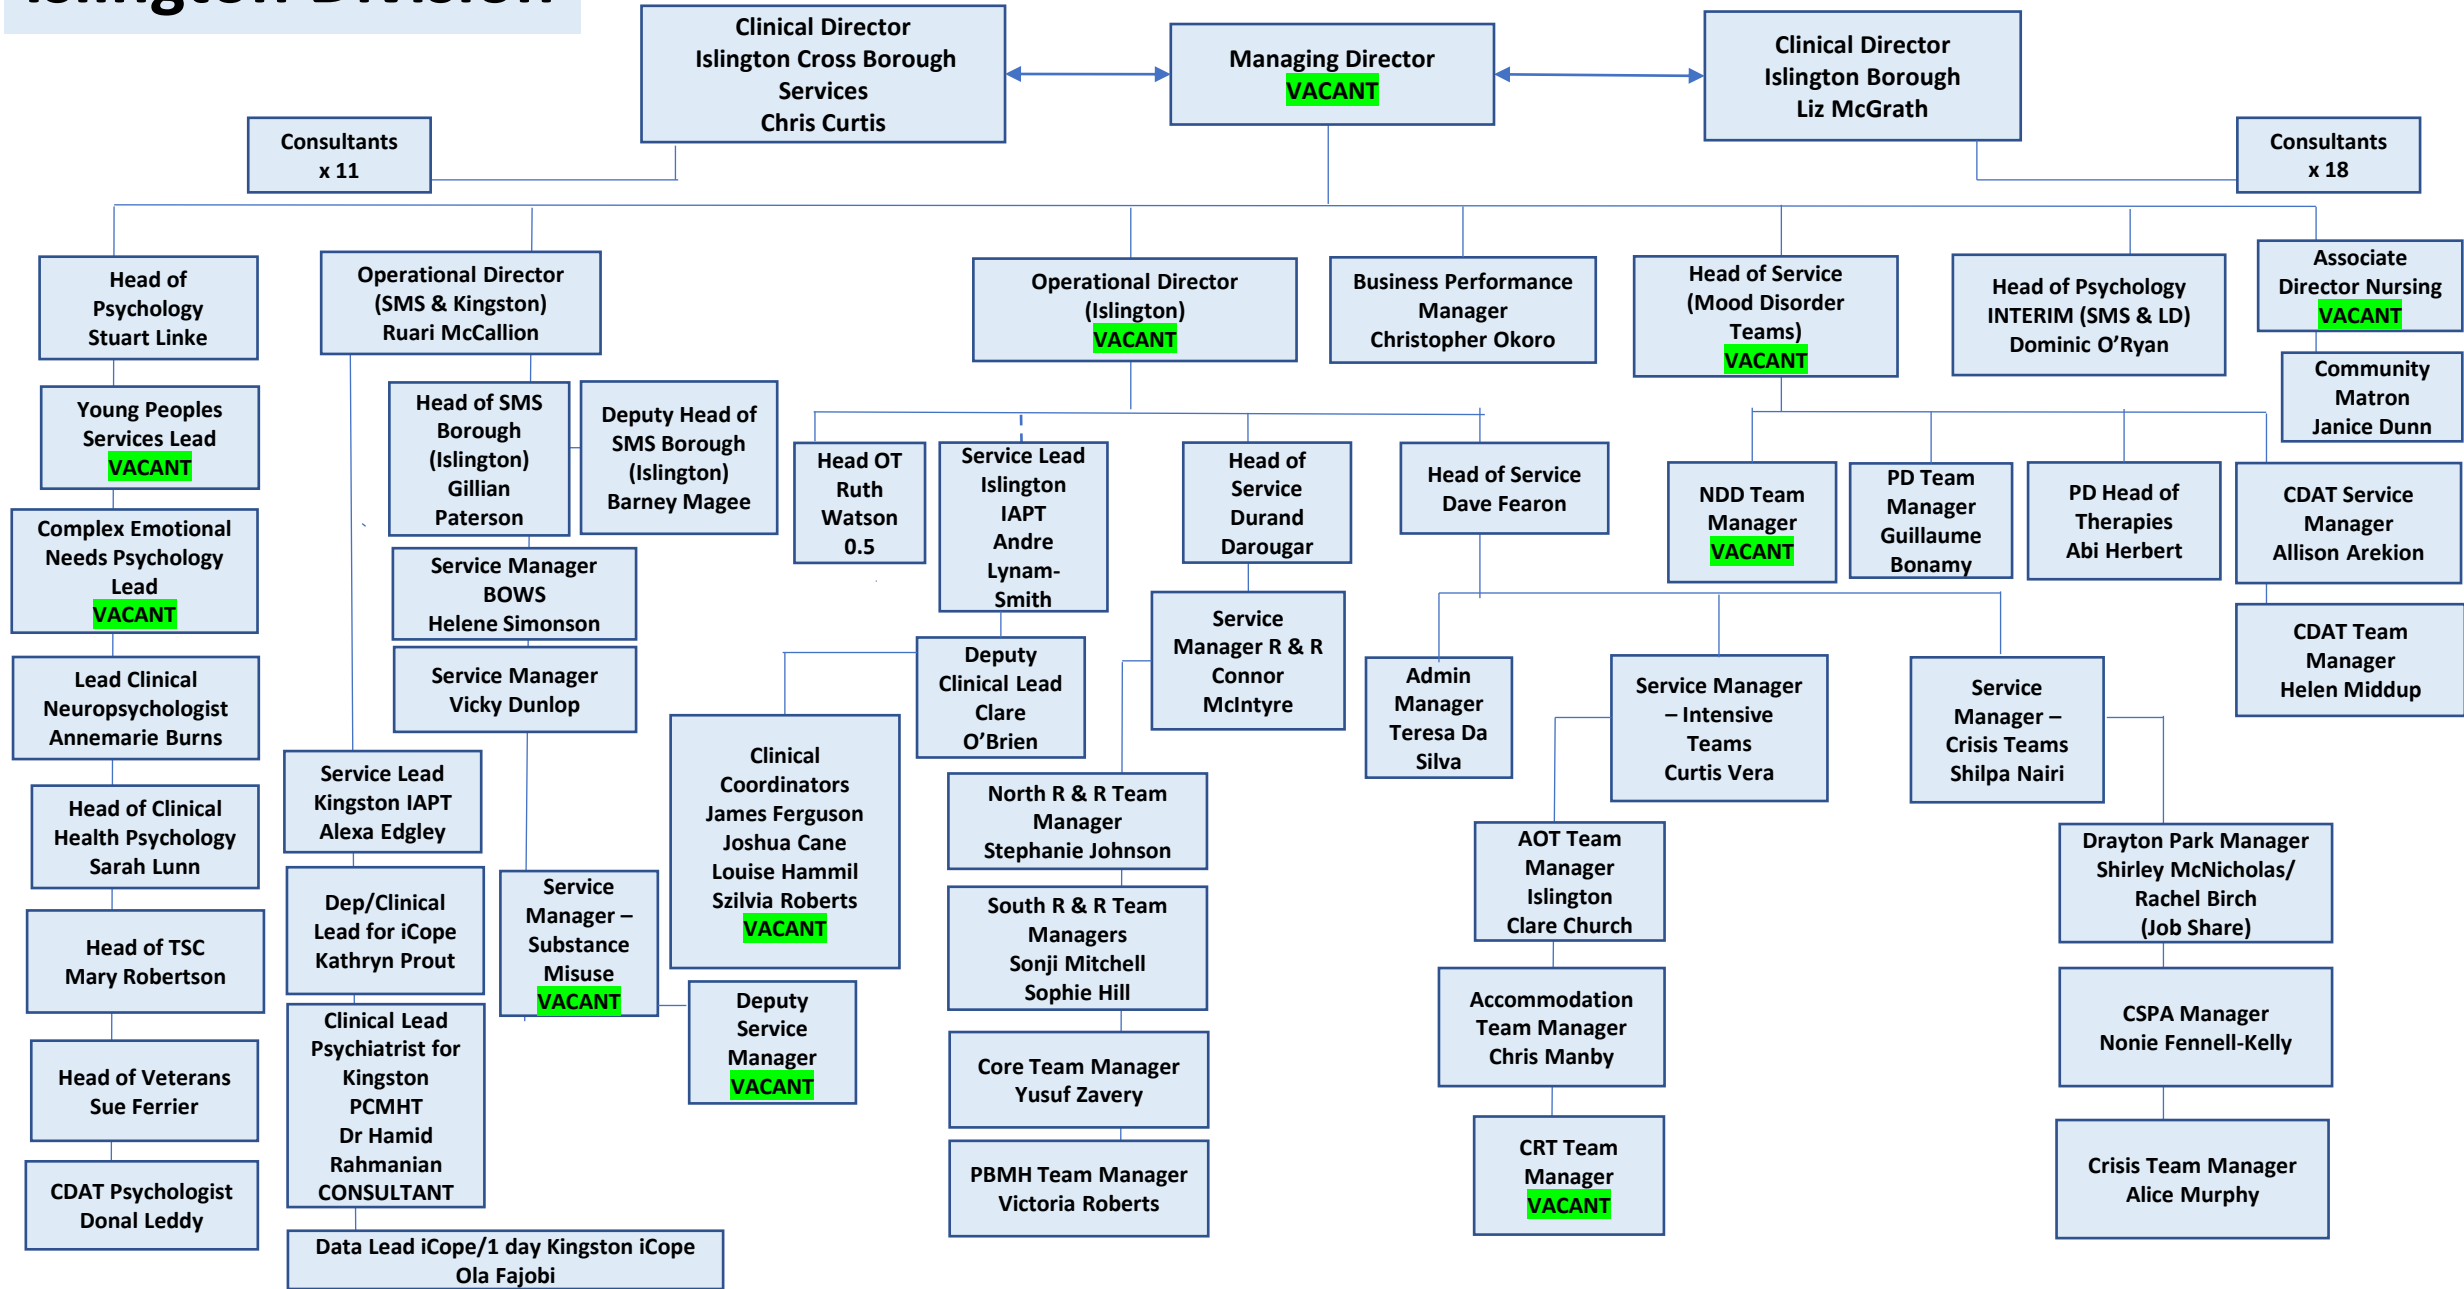 Islington Division
Clinical Director
Islington Cross Borough
Services
Chris Curtis
Managing Director
VACANT
Clinical Director
Islington Borough
Liz McGrath
Consultants
x 11
Consultants
x 18
Head of
Psychology
Stuart Linke
Operational Director
(SMS & Kingston)
Ruari McCallion
Operational Director
(Islington)
VACANT
Business Performance
Manager
Christopher Okoro
Head of Service
(Mood Disorder
Teams)
VACANT
Head of Psychology
INTERIM (SMS & LD)
Dominic O’Ryan
Associate
Director Nursing
VACANT
Community
Matron
Janice Dunn
Young Peoples
Services Lead
VACANT
Complex Emotional
Needs Psychology
Lead
VACANT
Lead Clinical
Neuropsychologist
Annemarie Burns
Head of Clinical
Health Psychology
Sarah Lunn
Head of TSC
Mary Robertson
Head of Veterans
Sue Ferrier
CDAT Psychologist
Donal Leddy
Head of SMS
Borough
(Islington)
Gillian
Paterson
Deputy Head of
SMS Borough
(Islington)
Barney Magee
Service Manager
BOWS
Helene Simonson
Service Manager
Vicky Dunlop
Service Lead
Kingston IAPT
Alexa Edgley
Dep/Clinical
Lead for iCope
Kathryn Prout
Clinical Lead
Psychiatrist for
Kingston
PCMHT
Dr Hamid
Rahmanian
CONSULTANT
Data Lead iCope/1 day Kingston iCope
Ola Fajobi
Service
Manager –
Substance
Misuse
VACANT
Deputy
Service
Manager
VACANT
Head OT
Ruth
Watson
0.5
Service Lead
Islington
IAPT
Andre
Lynam-
Smith
Deputy
Clinical Lead
Clare
O’Brien
Clinical
Coordinators
James Ferguson
Joshua Cane
Louise Hammil
Szilvia Roberts
VACANT
Head of
Service
Durand
Darougar
Service
Manager R & R
Connor
McIntyre
North R & R Team
Manager
Stephanie Johnson
South R & R Team
Managers
Sonji Mitchell
Sophie Hill
Core Team Manager
Yusuf Zavery
PBMH Team Manager
Victoria Roberts
Head of Service
Dave Fearon
Admin
Manager
Teresa Da
Silva
Service Manager
– Intensive
Teams
Curtis Vera
AOT Team
Manager
Islington
Clare Church
Accommodation
Team Manager
Chris Manby
CRT Team
Manager
VACANT
Service
Manager –
Crisis Teams
Shilpa Nairi
Drayton Park Manager
Shirley McNicholas/
Rachel Birch
(Job Share)
CSPA Manager
Nonie Fennell-Kelly
Crisis Team Manager
Alice Murphy
NDD Team
Manager
VACANT
PD Team
Manager
Guillaume
Bonamy
PD Head of
Therapies
Abi Herbert
CDAT Service
Manager
Allison Arekion
CDAT Team
Manager
Helen Middup